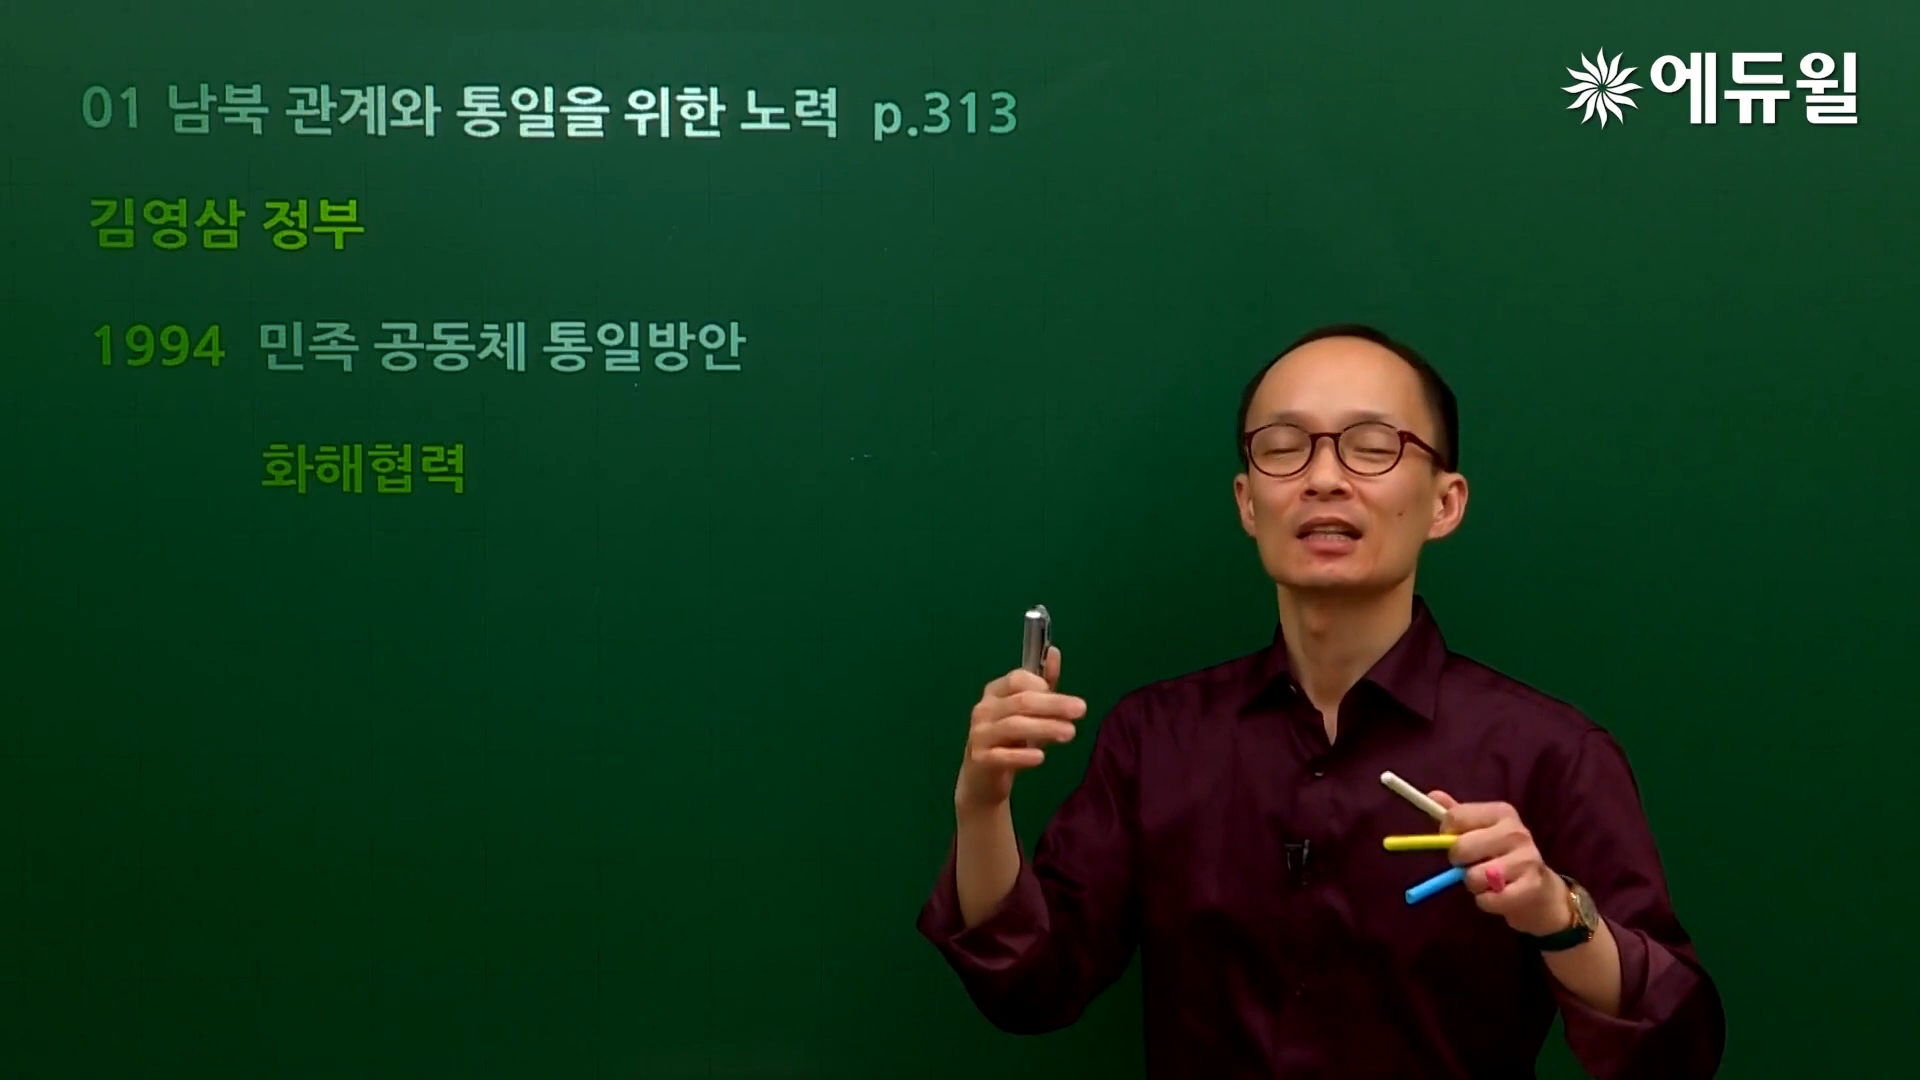 01 남북 관계와 통일을 위한 노력 p.313
에듀윌
김영삼 정부
1994 민족 공동체 통일방안
화해협력